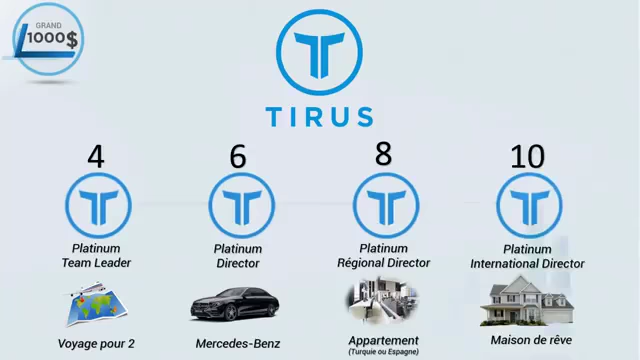 GRAND
1000$
TIRUS
4 6 8 10
Platinum
Team Leader
Platinum
Director
Platinum
Régional Director
Platinum
International Director
Voyage pour 2
Mercedes-Benz
Appartement
(Turquie ou Espagne)
Maison de rêve